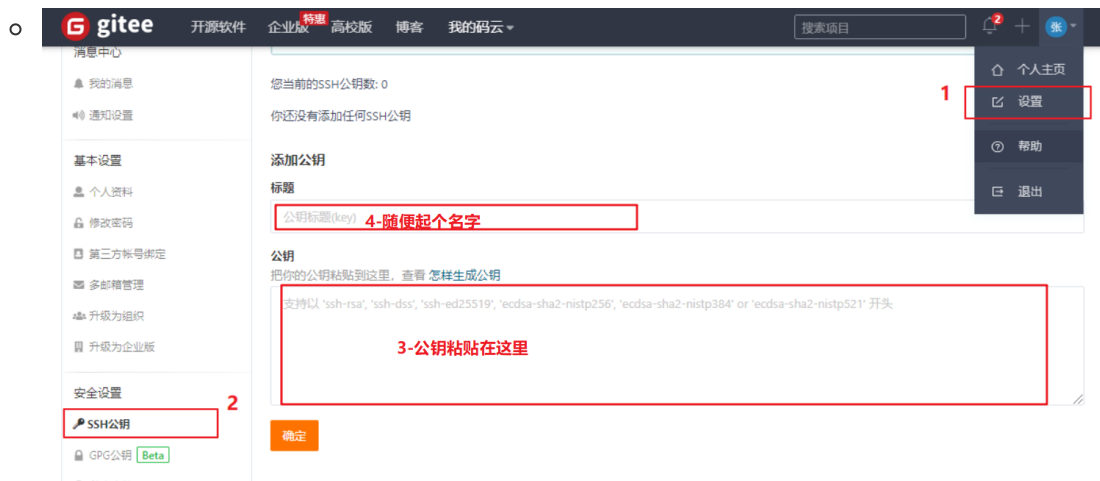 gitee 开源软件 企业版 特惠 高校版 博客 我的码云 搜索项目 2 张
消息中心
我的消息
通知设置
基本设置
个人资料
修改密码
第三方帐号绑定
多邮箱管理
升级为组织
升级为企业版
安全设置
SSH公钥
2
GPG公钥 Beta
您当前的SSH公钥数: 0
你还没有添加任何SSH公钥
添加公钥
标题
公钥标题(key) 4-随便起个名字
公钥
把你的公钥粘贴到这里，查看 怎样生成公钥
支持以 'ssh-rsa', 'ssh-dss', 'ssh-ed25519', 'ecdsa-sha2-nistp256', 'ecdsa-sha2-nistp384' or 'ecdsa-sha2-nistp521' 开头
3-公钥粘贴在这里
确定
个人主页
1
设置
帮助
退出